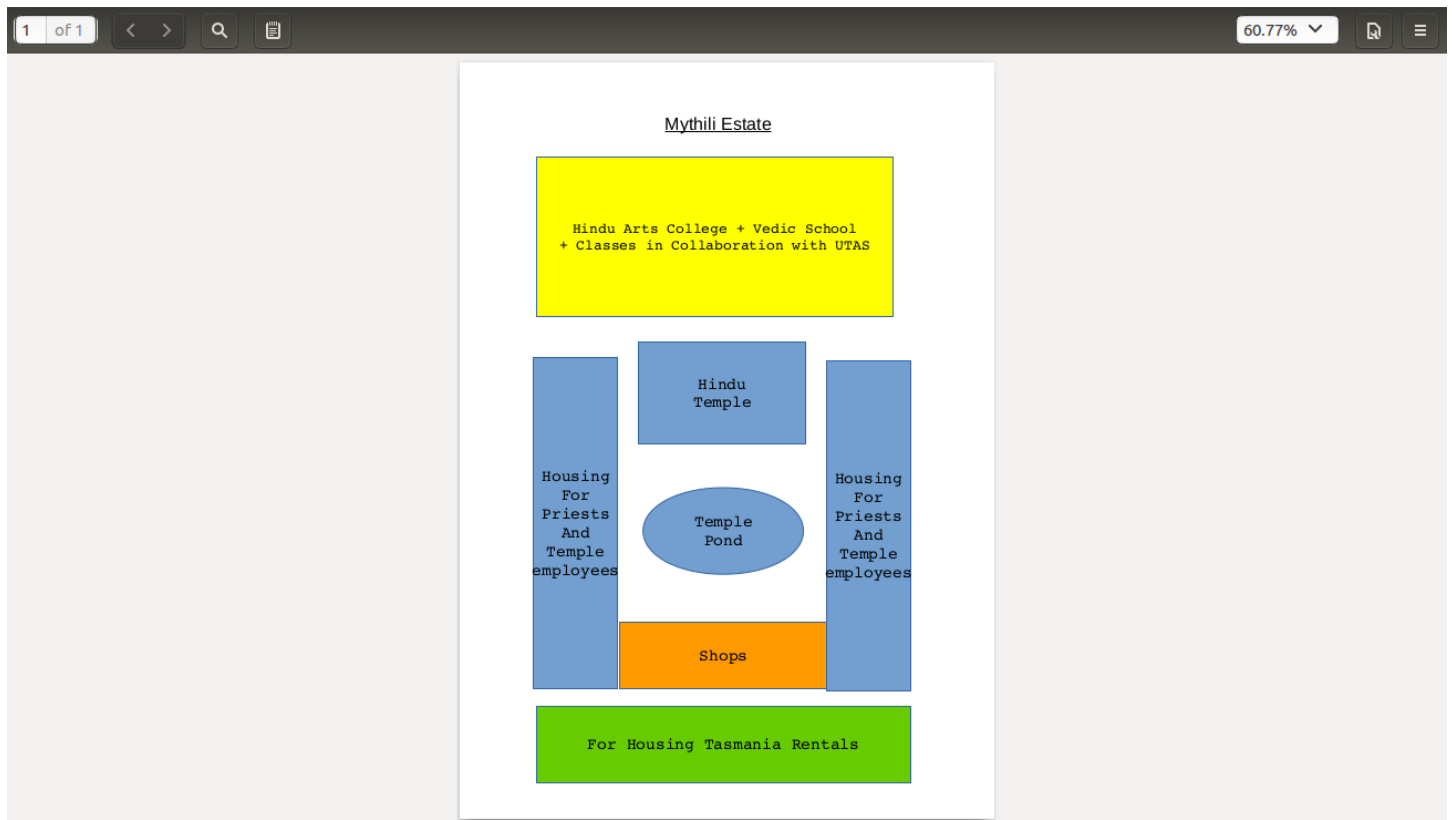 1 of 1
60.77%
Mythili Estate
Hindu Arts College + Vedic School
+ Classes in Collaboration with UTAS
Hindu
Temple
Housing
For
Priests
And
Temple
employees
Temple
Pond
Housing
For
Priests
And
Temple
employees
Shops
For Housing Tasmania Rentals